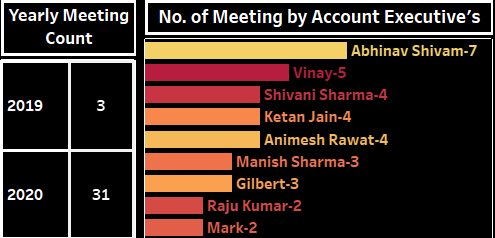 Yearly Meeting
Count
2019 3
2020 31
No. of Meeting by Account Executive's
Abhinav Shivam-7
Vinay-5
Shivani Sharma-4
Ketan Jain-4
Animesh Rawat-4
Manish Sharma-3
Gilbert-3
Raju Kumar-2
Mark-2